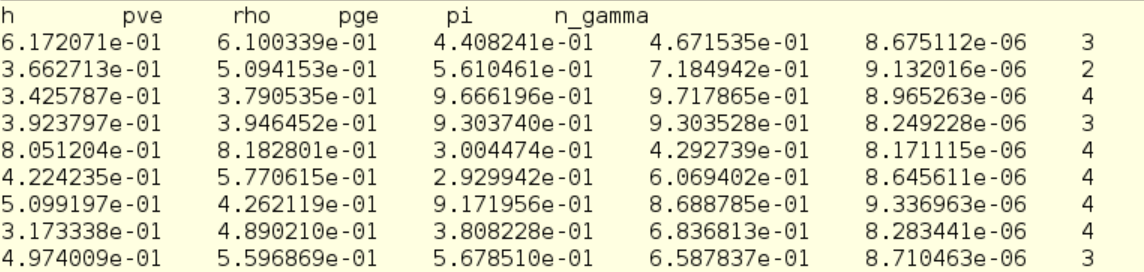 h pve rho pge pi n_gamma
6.172071e-01 6.100339e-01 4.408241e-01 4.671535e-01 8.675112e-06 3
3.662713e-01 5.094153e-01 5.610461e-01 7.184942e-01 9.132016e-06 2
3.425787e-01 3.790535e-01 9.666196e-01 9.717865e-01 8.965263e-06 4
3.923797e-01 3.946452e-01 9.303740e-01 9.303528e-01 8.249228e-06 3
8.051204e-01 8.182801e-01 3.004474e-01 4.292739e-01 8.171115e-06 4
4.224235e-01 5.770615e-01 2.929942e-01 6.069402e-01 8.645611e-06 4
5.099197e-01 4.262119e-01 9.171956e-01 8.688785e-01 9.336963e-06 4
3.173338e-01 4.890210e-01 3.808228e-01 6.836813e-01 8.283441e-06 4
4.974009e-01 5.596869e-01 5.678510e-01 6.587837e-01 8.710463e-06 3